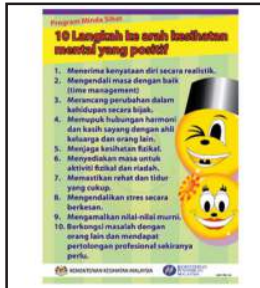 Program Minda Sihat
10 Langkah ke arah kesihatan
mental yang positif
1. Menerima kenyataan diri secara realistik.
2. Mengendali masa dengan baik
(time management)
3. Merancang perubahan dalam
kehidupan secara bijak.
4. Memupuk hubungan harmoni
dan kasih sayang dengan ahli
keluarga dan orang lain.
5. Menjaga kesihatan fizikal.
6. Menyediakan masa untuk
aktiviti fizikal dan riadah.
7. Memastikan rehat dan tidur
yang cukup.
8. Mengendalikan stres secara
berkesan.
9. Mengamalkan nilai-nilai murni.
10. Berkongsi masalah dengan
orang lain dan mendapat
pertolongan profesional sekiranya
perlu.
KEMENTERIAN KESIHATAN MALAYSIA